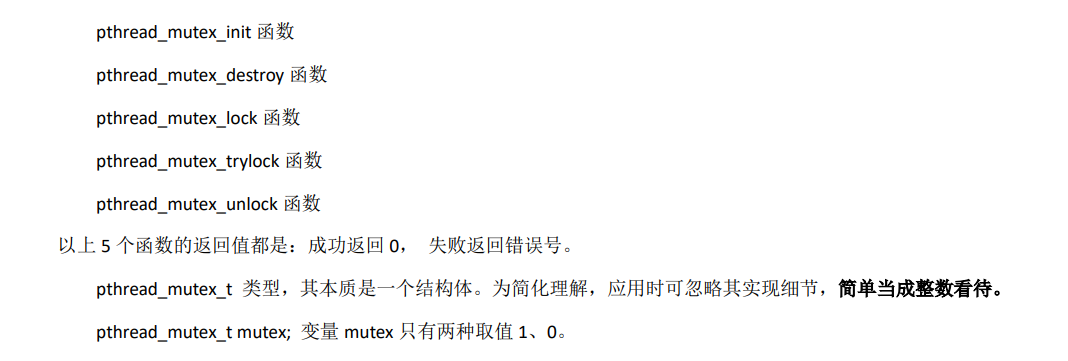 pthread_mutex_init 函数
pthread_mutex_destroy 函数
pthread_mutex_lock 函数
pthread_mutex_trylock 函数
pthread_mutex_unlock 函数
以上 5 个函数的返回值都是：成功返回 0， 失败返回错误号。
pthread_mutex_t 类型，其本质是一个结构体。为简化理解，应用时可忽略其实现细节，简单当成整数看待。
pthread_mutex_t mutex; 变量 mutex 只有两种取值 1、0。